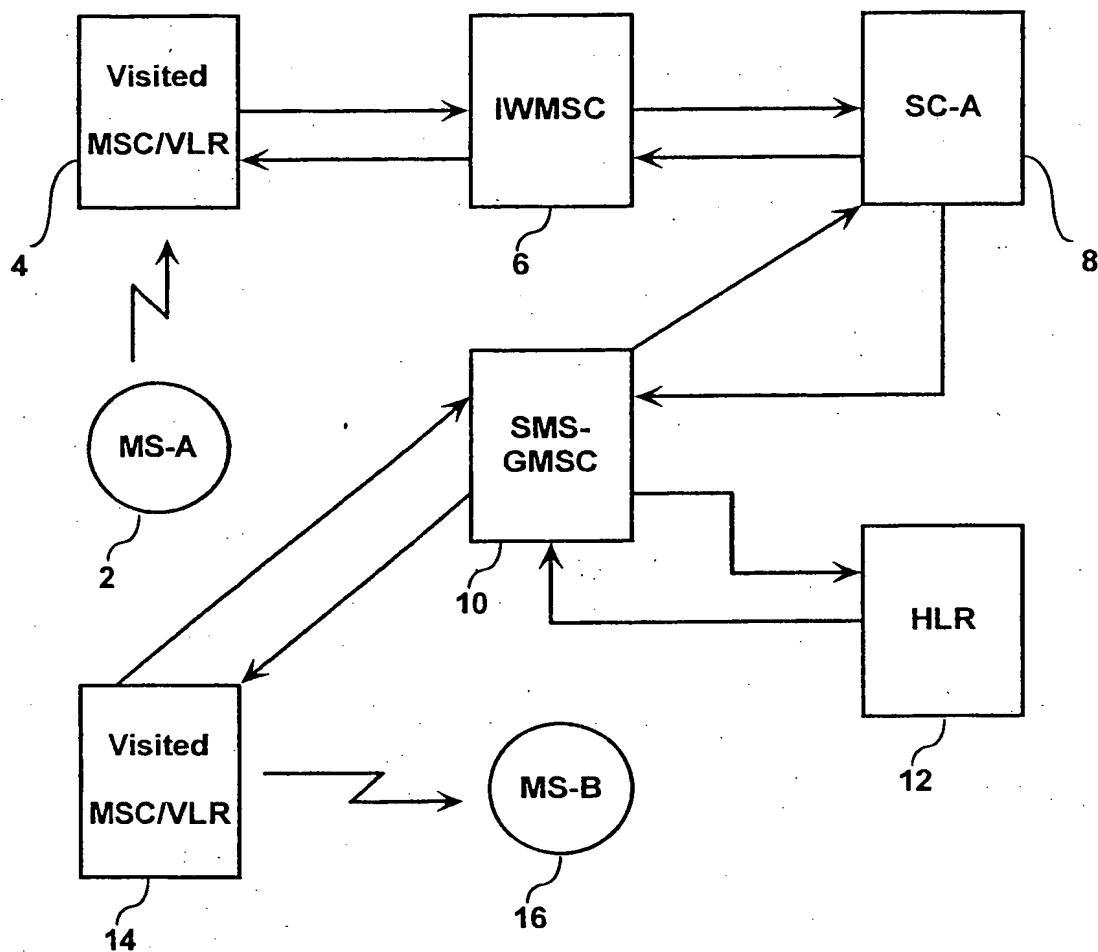 Visited
MSC/VLR
IWMSC
SC-A
4
6
8
MS-A
2
SMS-
GMSC
10
HLR
12
Visited
MSC/VLR
14
MS-B
16